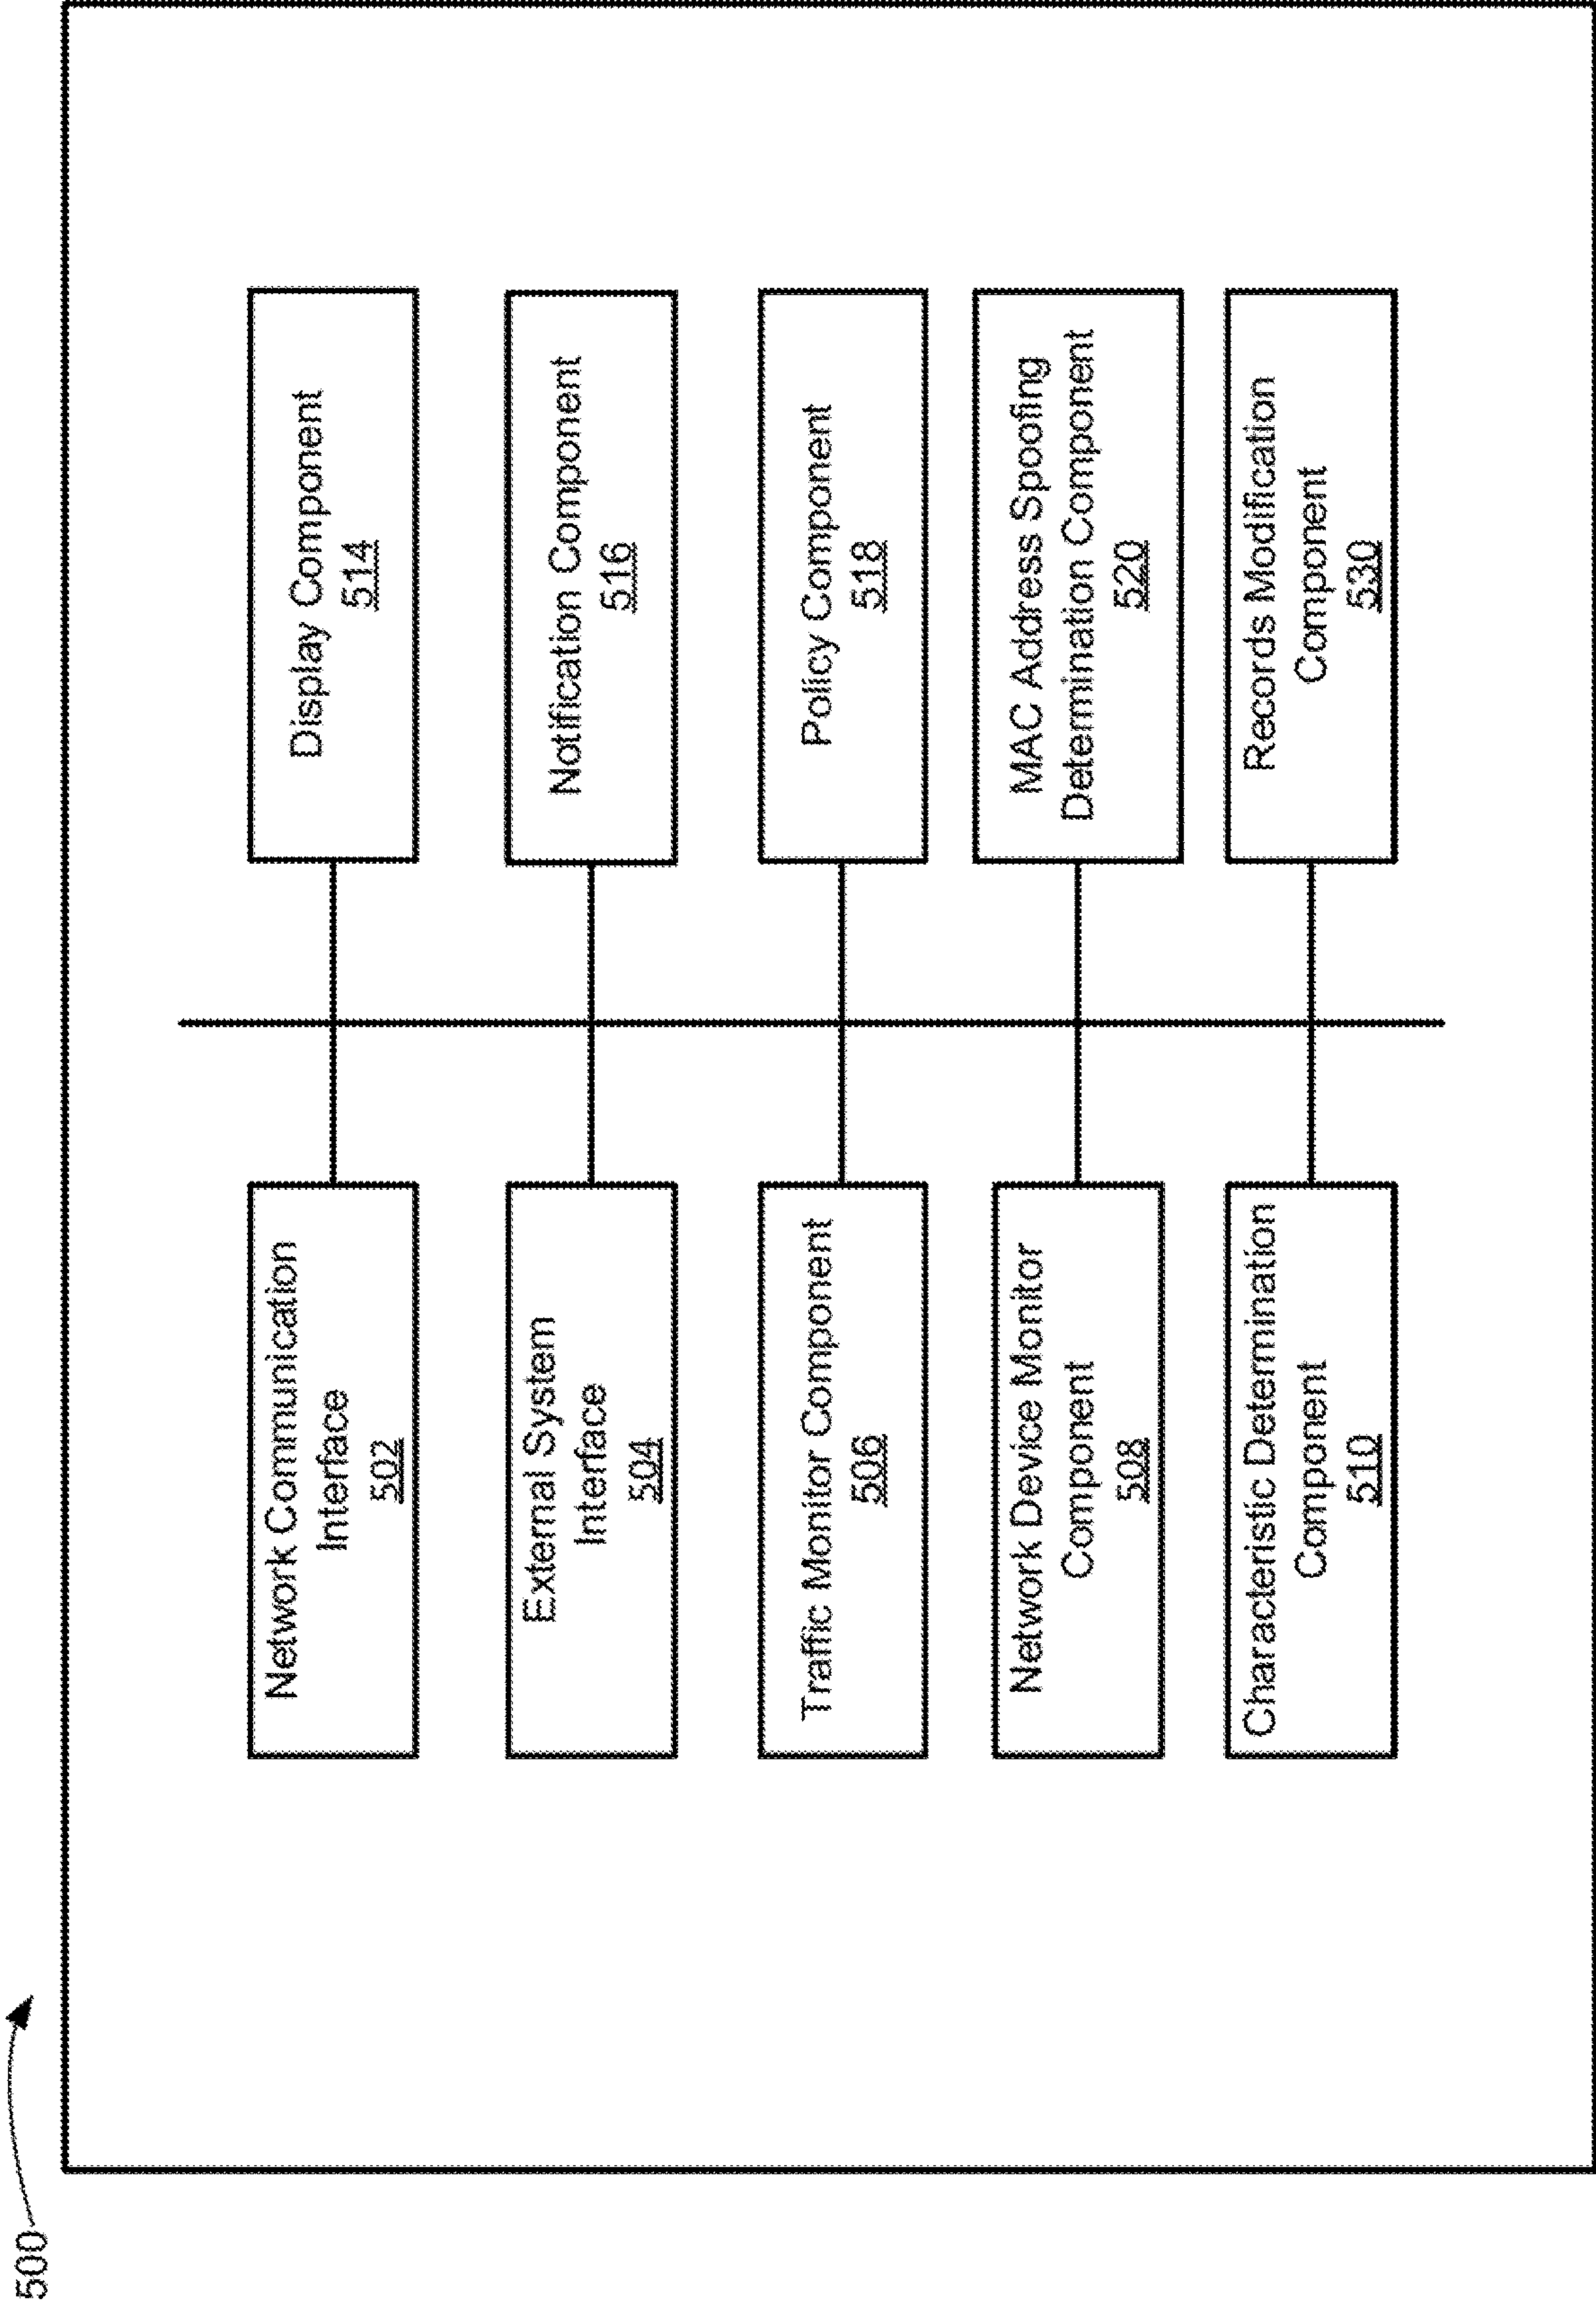 500
Network Communication
Interface
502
External System
Interface
504
Traffic Monitor Component
506
Network Device Monitor
Component
508
Characteristic Determination
Component
510
Display Component
514
Notification Component
516
Policy Component
518
MAC Address Spoofing
Determination Component
520
Records Modification
Component
530